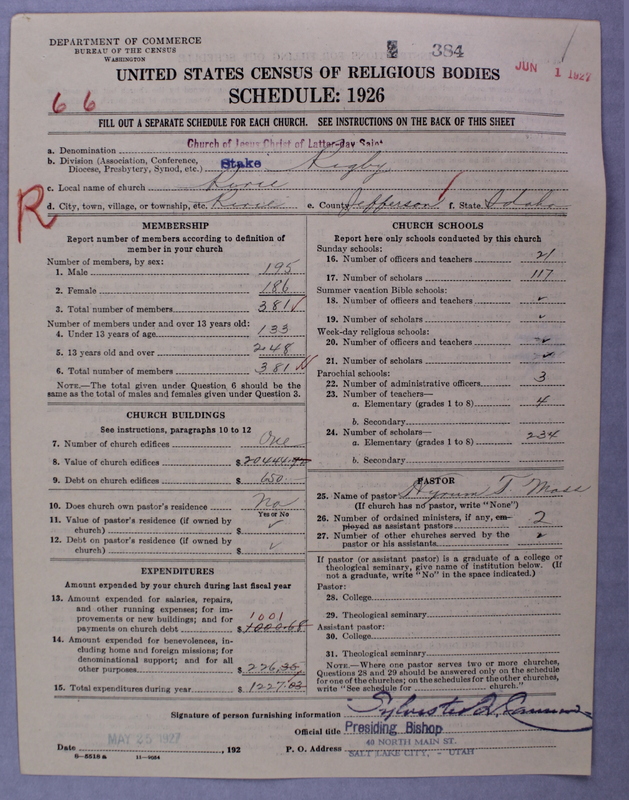 DEPARTMENT OF COMMERCE
BUREAU OF THE CENSUS
WASHINGTON
384
JUN 1 1927
UNITED STATES CENSUS OF RELIGIOUS BODIES
SCHEDULE: 1926
66
FILL OUT A SEPARATE SCHEDULE FOR EACH CHURCH. SEE INSTRUCTIONS ON THE BACK OF THIS SHEET
a. Denomination Church of Jesus Christ of Latter-day Saint
b. Division (Association, Conference, Diocese, Presbytery, Synod, etc.) Stake Rigby
c. Local name of church
R
d. City, town, village, or township, etc. e. County Jefferson f. State Idaho
MEMBERSHIP
Report number of members according to definition of
member in your church
Number of members, by sex:
1. Male 195
2. Female 186
3. Total number of members 381
Number of members under and over 13 years old:
4. Under 13 years of age 133
5. 13 years old and over 248
6. Total number of members 381
NOTE.—The total given under Question 6 should be the
same as the total of males and females given under Question 3.
CHURCH BUILDINGS
See instructions, paragraphs 10 to 12
7. Number of church edifices One
8. Value of church edifices $ 20444.72
9. Debt on church edifices $ 650.
10. Does church own pastor's residence No
Yes or No
11. Value of pastor's residence (if owned by
church) $ ✓
12. Debt on pastor's residence (if owned by
church) $ ✓
EXPENDITURES
Amount expended by your church during last fiscal year
13. Amount expended for salaries, repairs,
and other running expenses; for im-
provements or new buildings; and for 1001
payments on church debt $ 1000.68
14. Amount expended for benevolences, in-
cluding home and foreign missions; for
denominational support; and for all
other purposes $ 226.35
15. Total expenditures during year $ 1227.03
CHURCH SCHOOLS
Report here only schools conducted by this church
Sunday schools:
16. Number of officers and teachers 21
17. Number of scholars 117
Summer vacation Bible schools:
18. Number of officers and teachers ✓
19. Number of scholars ✓
Week-day religious schools:
20. Number of officers and teachers ✓
21. Number of scholars ✓
Parochial schools:
22. Number of administrative officers 3
23. Number of teachers—
a. Elementary (grades 1 to 8) 4
b. Secondary
24. Number of scholars—
a. Elementary (grades 1 to 8) 234
b. Secondary
PASTOR
25. Name of pastor Hyrum T Moss
(If church has no pastor, write "None")
26. Number of ordained ministers, if any, em-
ployed as assistant pastors 2
27. Number of other churches served by the
pastor or his assistants
If pastor (or assistant pastor) is a graduate of a college or
theological seminary, give name of institution below. (If
not a graduate, write "No" in the space indicated.)
Pastor:
28. College
29. Theological seminary
Assistant pastor:
30. College
31. Theological seminary
NOTE.—Where one pastor serves two or more churches,
Questions 28 and 29 should be answered only on the schedule
for one of the churches; on the schedules for the other churches,
write "See schedule for church."
Signature of person furnishing information Sylvester Q. Cannon
Official title Presiding Bishop
Date MAY 25 1927, 192 P. O. Address 40 NORTH MAIN ST.
SALT LAKE CITY, - UTAH
6—5518 a 11—9054